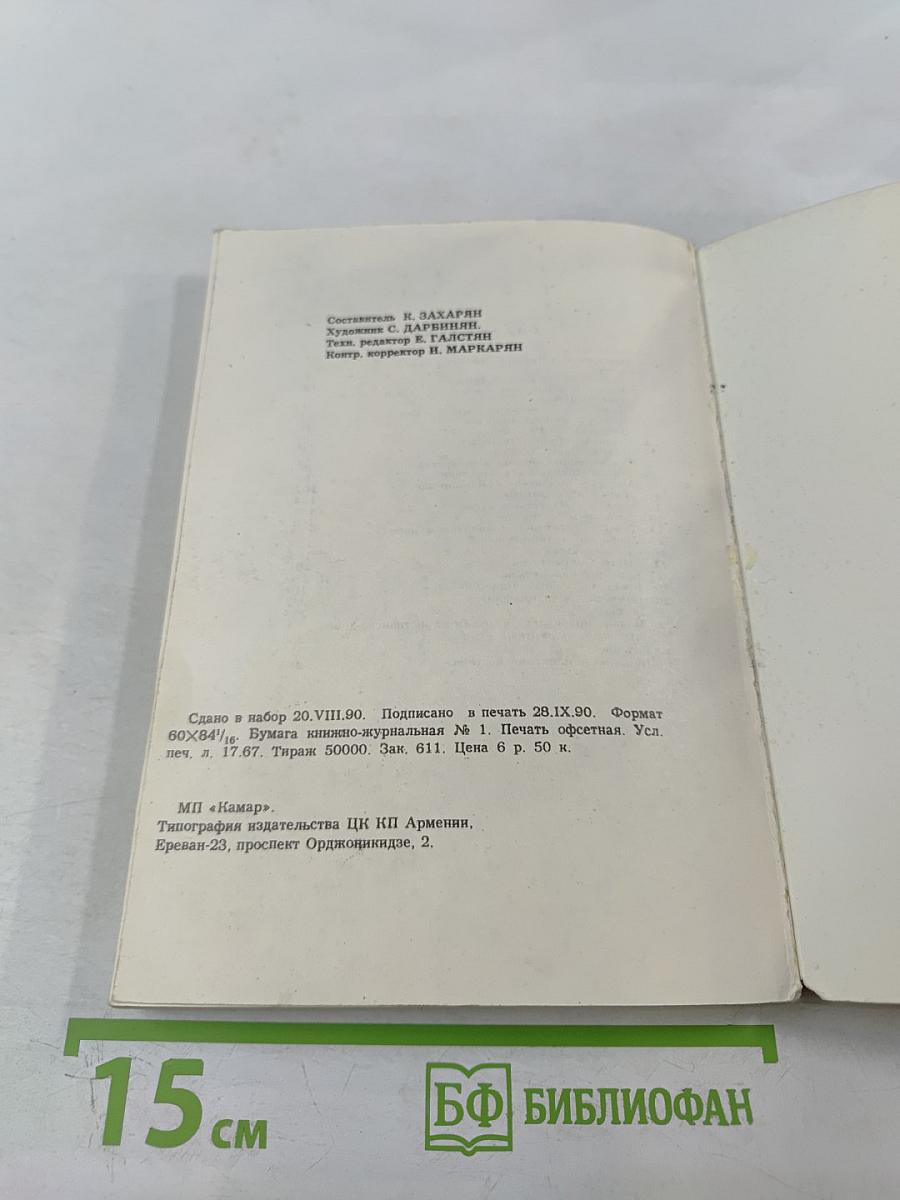 Составитель К. ЗАХАРЯН
Художник С. ДАРБИНЯН.
Техн. редактор Е. ГАЛСТЯН
Контр. корректор И. МАРКАРЯН
Сдано в набор 20.VIII.90. Подписано в печать 28.IX.90. Формат
60×84¹/₁₆. Бумага книжно-журнальная № 1. Печать офсетная. Усл.
печ. л. 17.67. Тираж 50000. Зак. 611. Цена 6 р. 50 к.
МП «Камар».
Типография издательства ЦК КП Армении,
Ереван-23, проспект Орджоникидзе, 2.
15 см
БФ БИБЛИОФАН